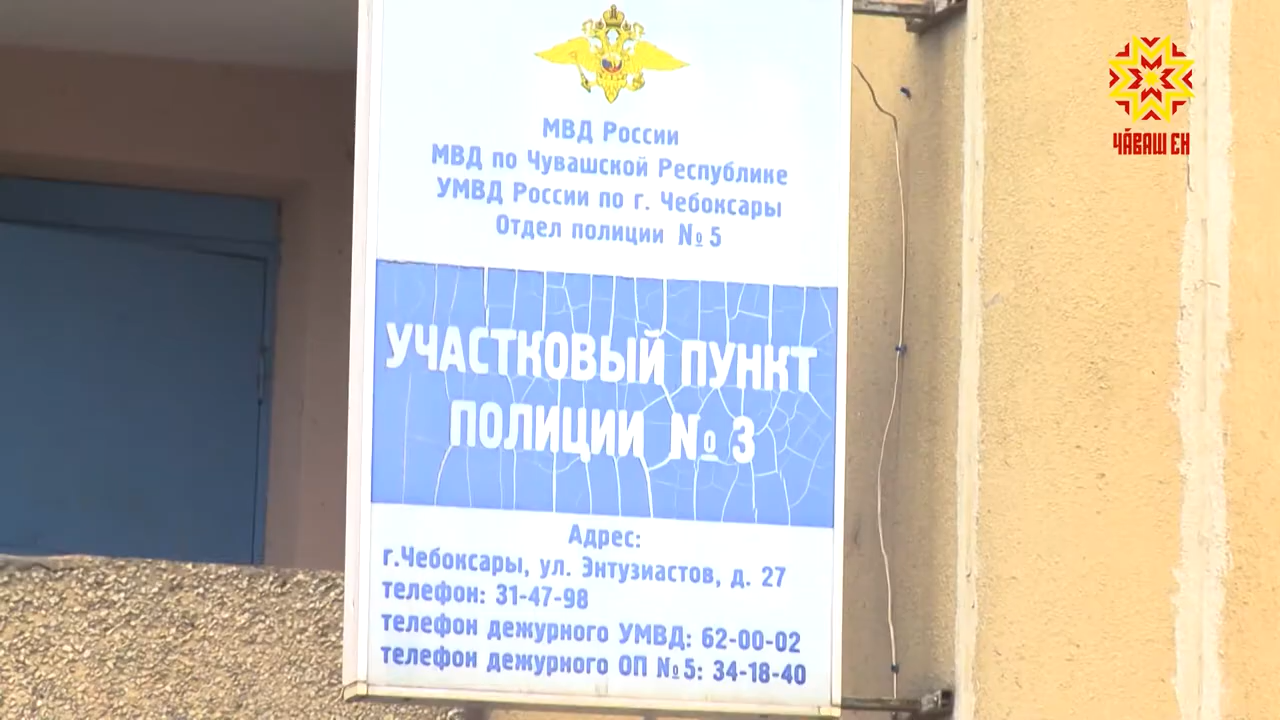 МВД России
МВД по Чувашской Республике
УМВД России по г. Чебоксары
Отдел полиции № 5
УЧАСТКОВЫЙ ПУНКТ
ПОЛИЦИИ № 3
Адрес:
г.Чебоксары, ул. Энтузиастов, д. 27
телефон: 31-47-98
телефон дежурного УМВД: 62-00-02
телефон дежурного ОП №5: 34-18-40
ЧӐВАШ ЕН